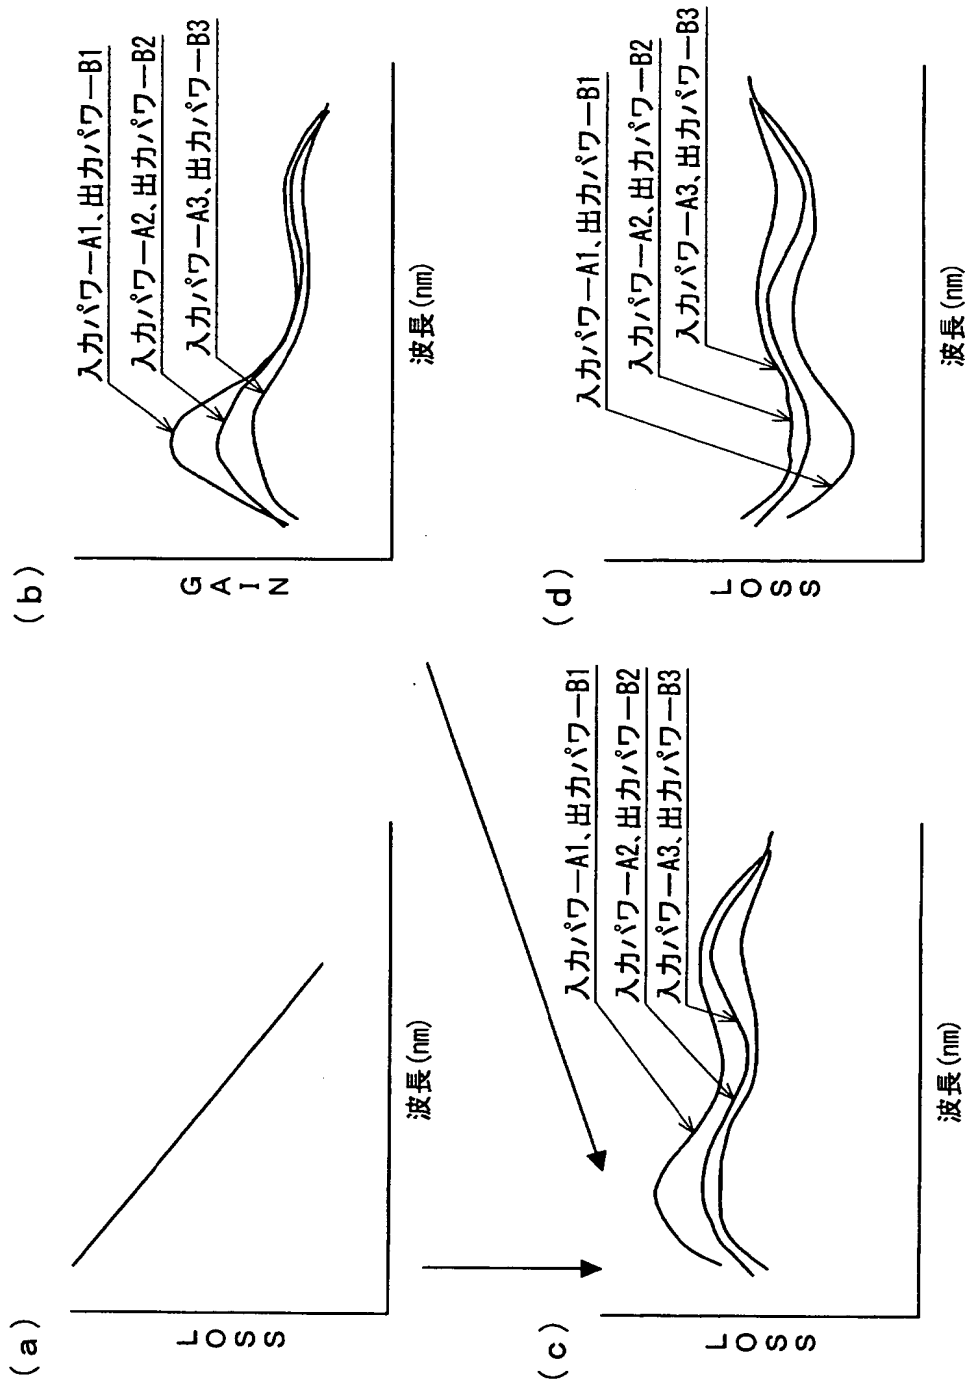 (a)
LOSS
波長(nm)
(b)
GAIN
入力パワーA1、出力パワーB1
入力パワーA2、出力パワーB2
入力パワーA3、出力パワーB3
波長(nm)
(c)
LOSS
入力パワーA1、出力パワーB1
入力パワーA2、出力パワーB2
入力パワーA3、出力パワーB3
波長(nm)
(d)
LOSS
入力パワーA1、出力パワーB1
入力パワーA2、出力パワーB2
入力パワーA3、出力パワーB3
波長(nm)